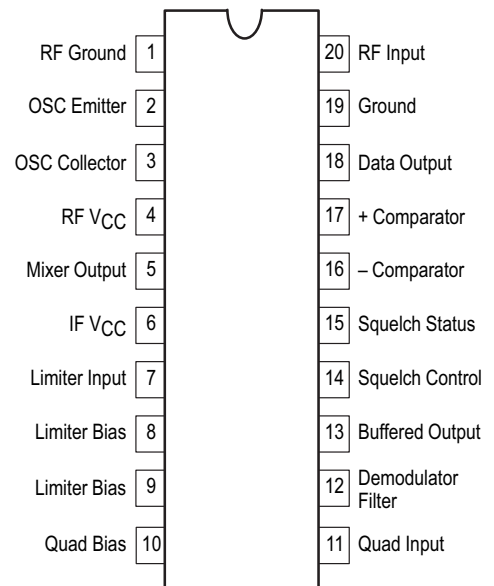 RF Ground 1
OSC Emitter 2
OSC Collector 3
RF VCC 4
Mixer Output 5
IF VCC 6
Limiter Input 7
Limiter Bias 8
Limiter Bias 9
Quad Bias 10
20 RF Input
19 Ground
18 Data Output
17 + Comparator
16 – Comparator
15 Squelch Status
14 Squelch Control
13 Buffered Output
12 Demodulator
Filter
11 Quad Input